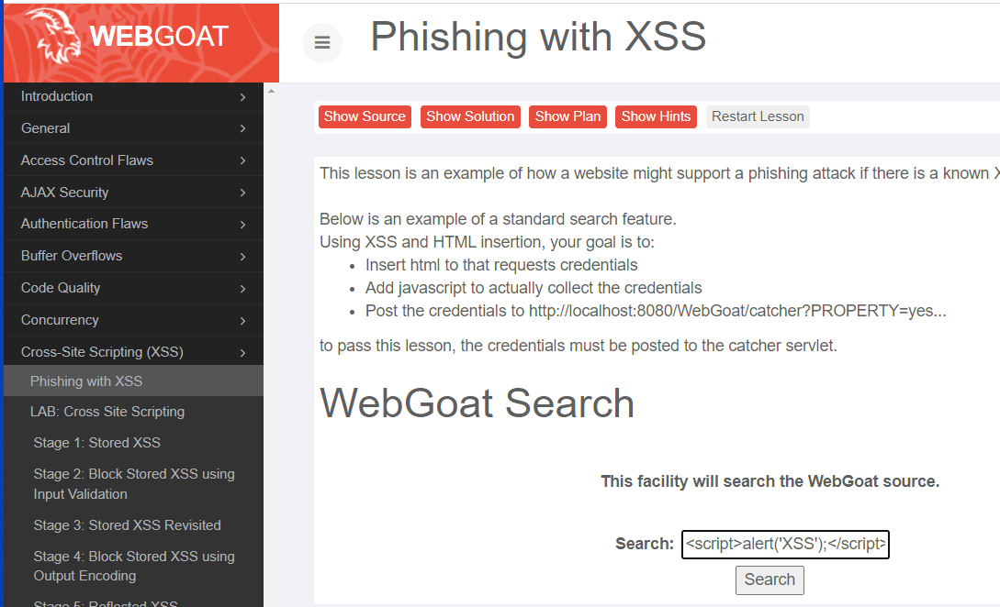 WEBGOAT
Phishing with XSS
Introduction
General
Access Control Flaws
AJAX Security
Authentication Flaws
Buffer Overflows
Code Quality
Concurrency
Cross-Site Scripting (XSS)
Phishing with XSS
LAB: Cross Site Scripting
Stage 1: Stored XSS
Stage 2: Block Stored XSS using
Input Validation
Stage 3: Stored XSS Revisited
Stage 4: Block Stored XSS using
Output Encoding
Stage 5: Reflected XSS
Show Source Show Solution Show Plan Show Hints Restart Lesson
This lesson is an example of how a website might support a phishing attack if there is a known X
Below is an example of a standard search feature.
Using XSS and HTML insertion, your goal is to:
• Insert html to that requests credentials
• Add javascript to actually collect the credentials
• Post the credentials to http://localhost:8080/WebGoat/catcher?PROPERTY=yes...
to pass this lesson, the credentials must be posted to the catcher servlet.
WebGoat Search
This facility will search the WebGoat source.
Search: <script>alert('XSS');</script>
Search